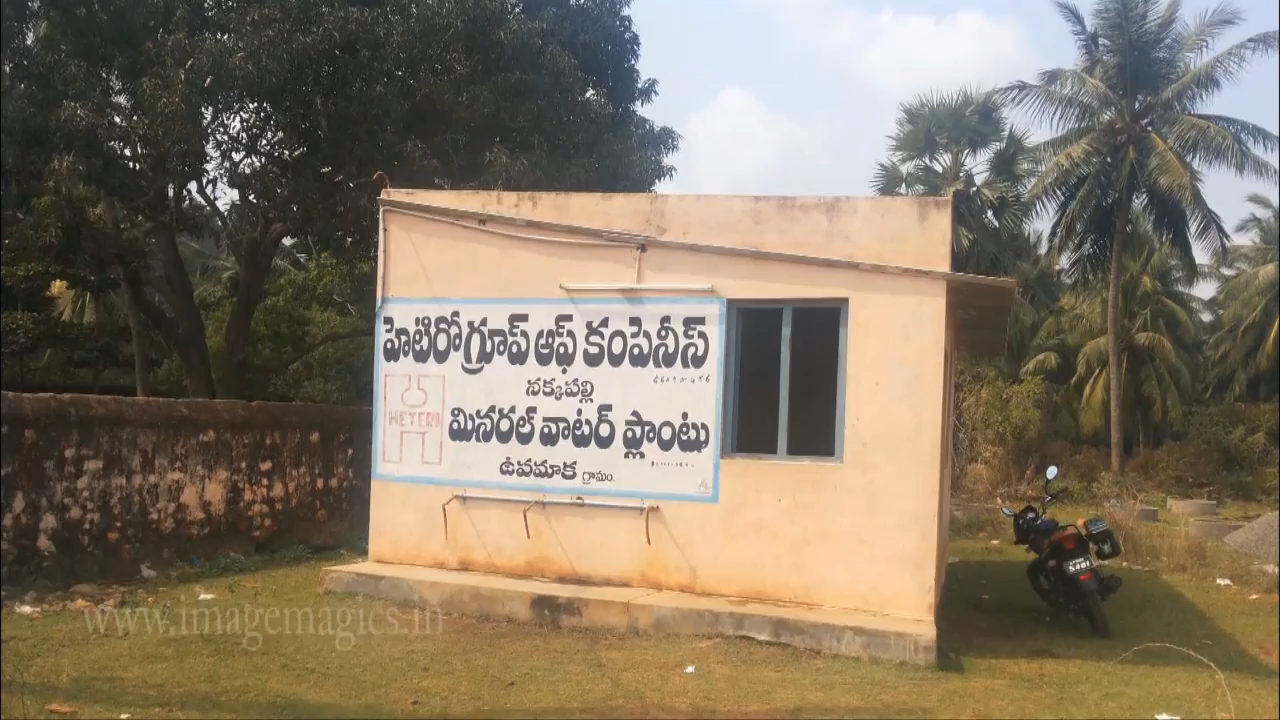 హెటిరో గ్రూప్ ఆఫ్ కంపెనీస్
నక్కపల్లి
HETERO
మినరల్ వాటర్ ప్లాంటు
ఉపమాక గ్రామం.
www.imagemagics.in